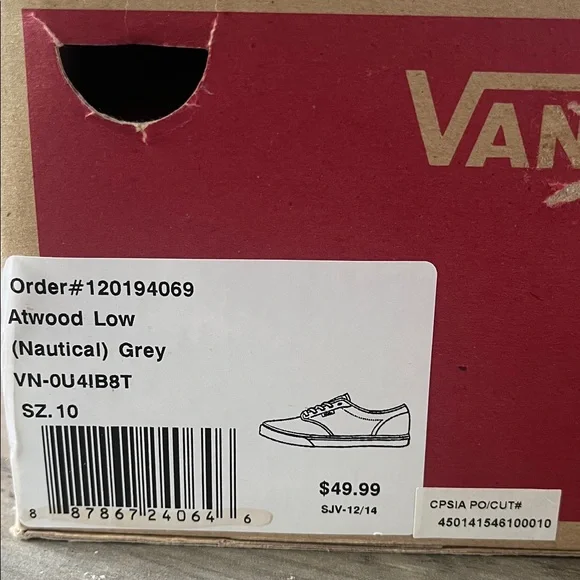 VANS
Order#120194069
Atwood Low
(Nautical) Grey
VN-0U4IB8T
SZ.10
8 87867 24064 6
$49.99
SJV-12/14
CPSIA PO/CUT#
450141546100010